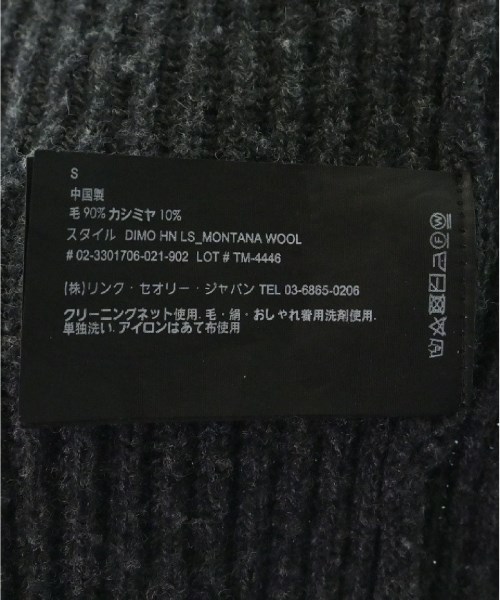 S
中国製
毛 90% カシミヤ 10%
スタイル DIMO HN LS_MONTANA WOOL
# 02-3301706-021-902 LOT # TM-4446
(株)リンク・セオリー・ジャパン TEL 03-6865-0206
クリーニングネット使用. 毛・絹・おしゃれ着用洗剤使用.
単独洗い. アイロンはあて布使用